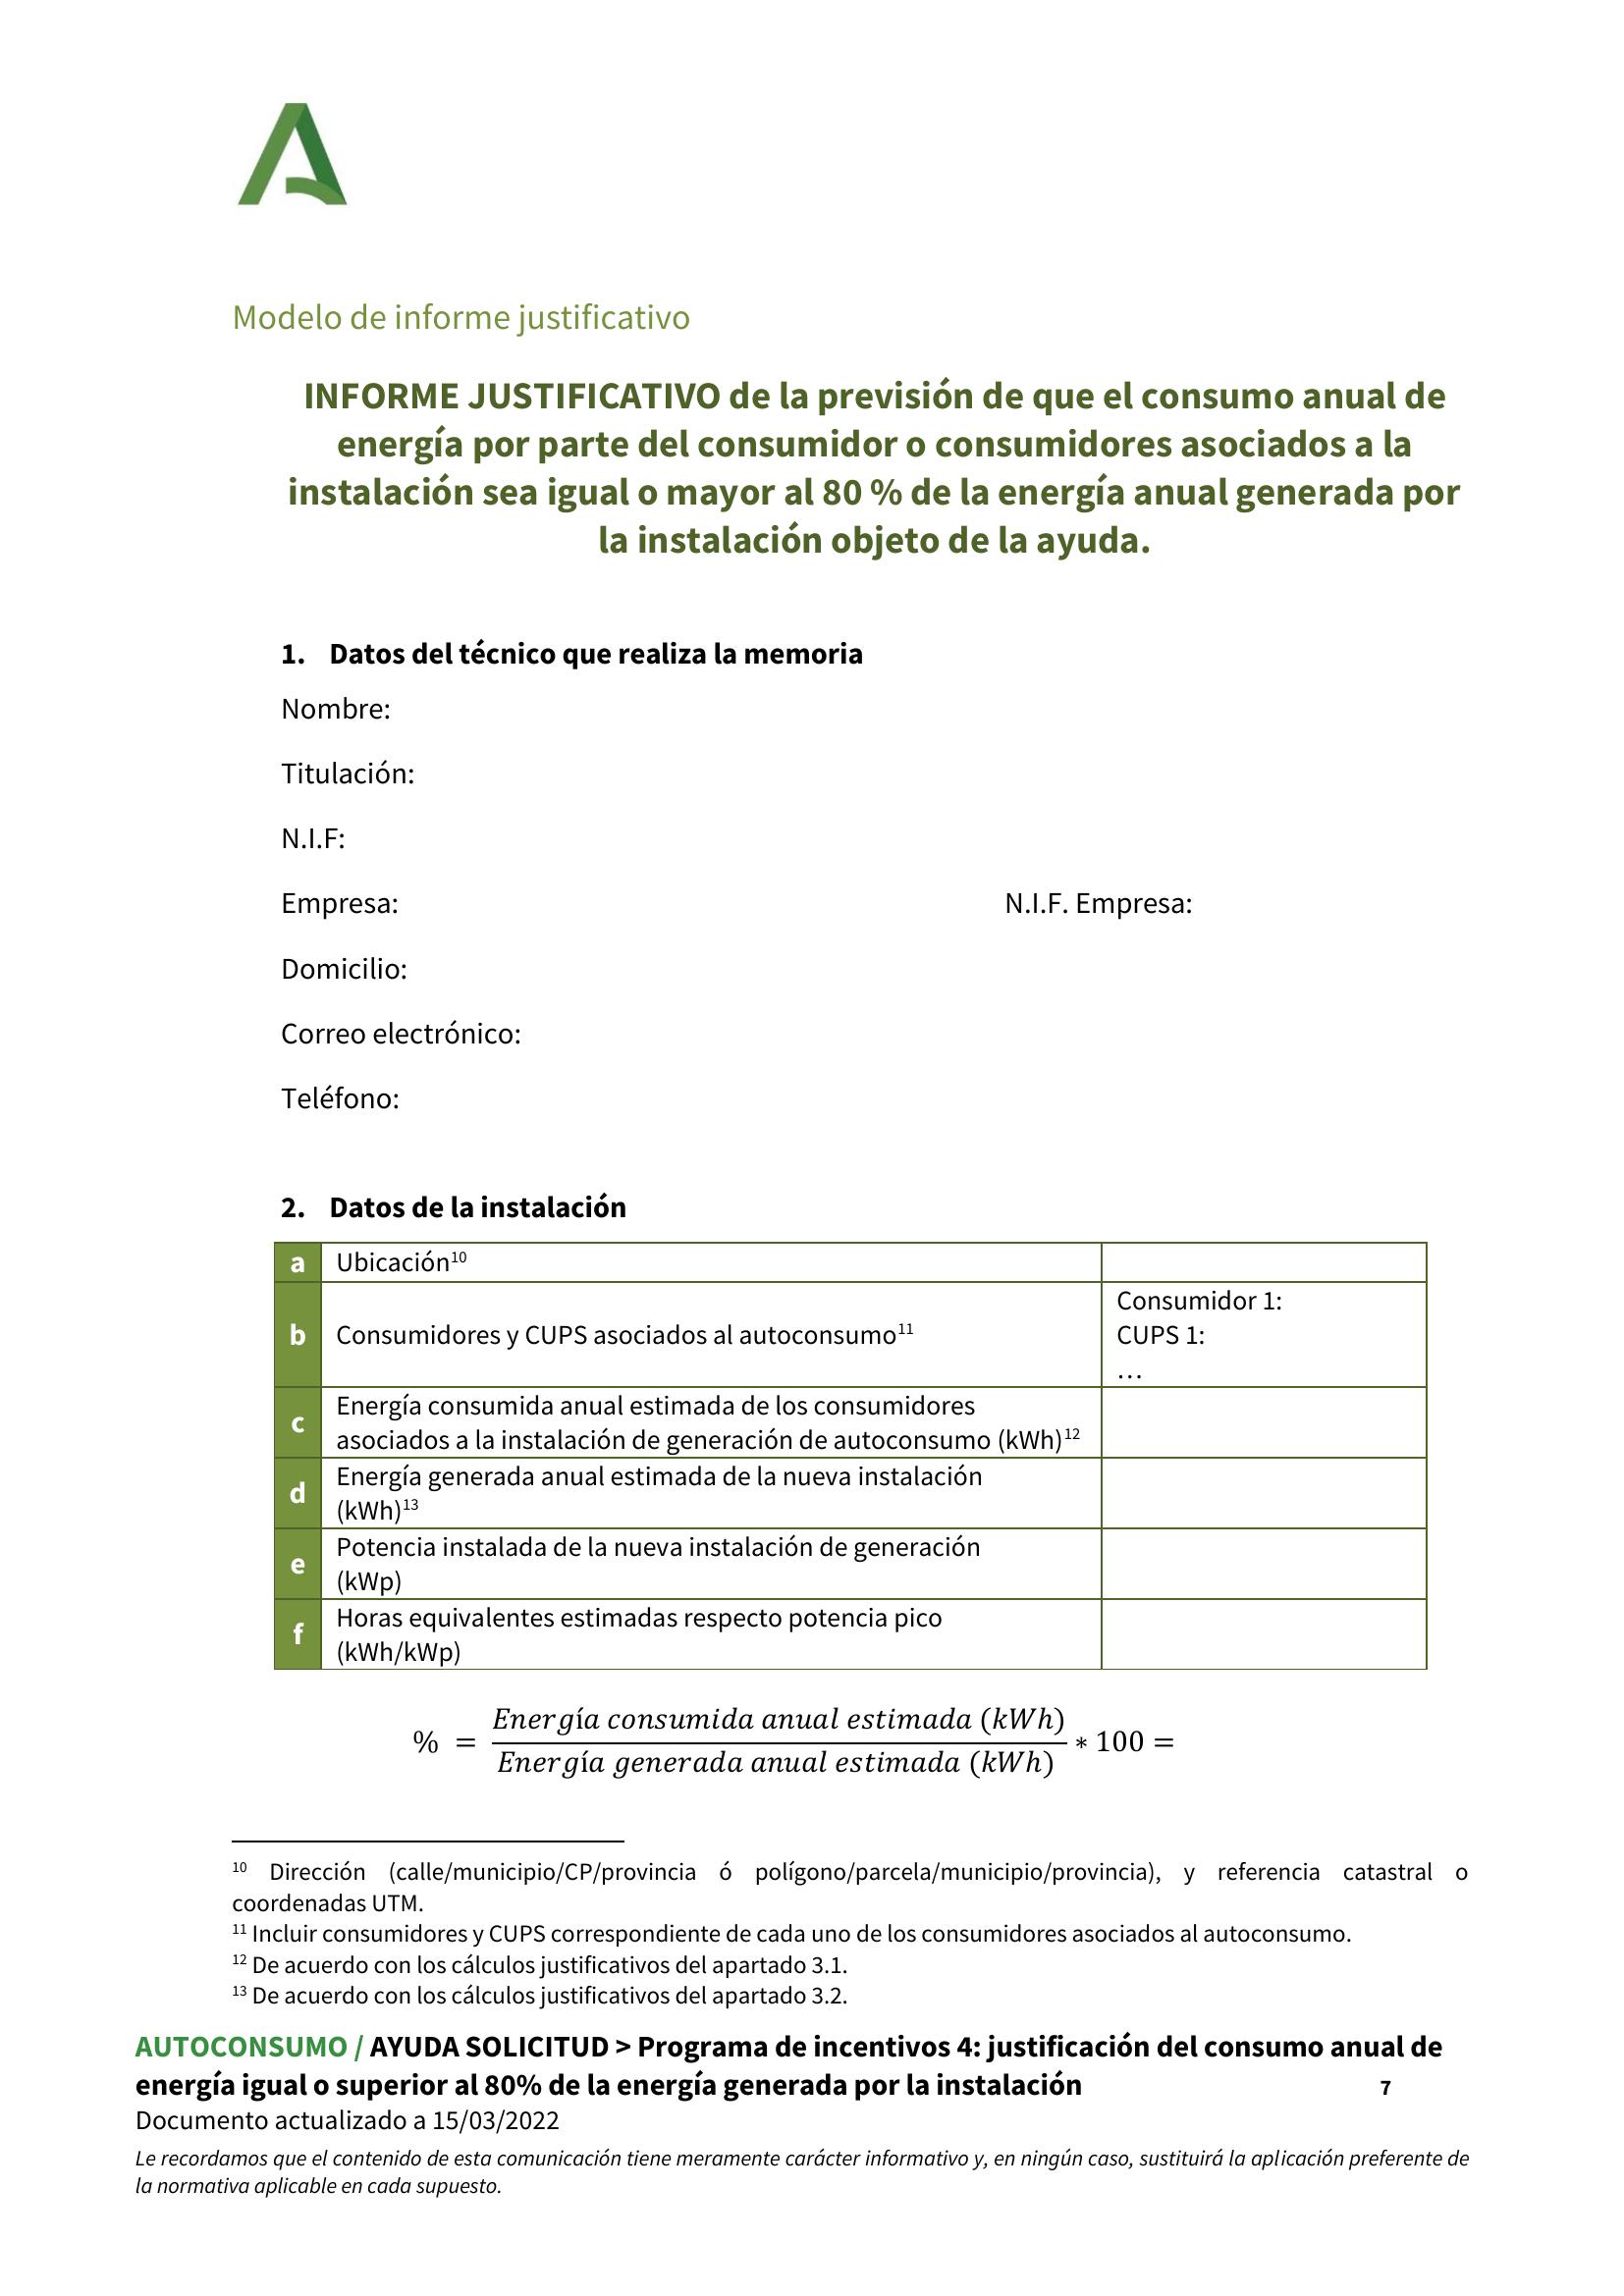 Modelo de informe justificativo
INFORME JUSTIFICATIVO de la previsión de que el consumo anual de
energía por parte del consumidor o consumidores asociados a la
instalación sea igual o mayor al 80 % de la energía anual generada por
la instalación objeto de la ayuda.
1. Datos del técnico que realiza la memoria
Nombre:
Titulación:
N.I.F:
Empresa: N.I.F. Empresa:
Domicilio:
Correo electrónico:
Teléfono:
2. Datos de la instalación
a Ubicación¹⁰
b Consumidores y CUPS asociados al autoconsumo¹¹
Consumidor 1:
CUPS 1:
…
c Energía consumida anual estimada de los consumidores
asociados a la instalación de generación de autoconsumo (kWh)¹²
d Energía generada anual estimada de la nueva instalación
(kWh)¹³
e Potencia instalada de la nueva instalación de generación
(kWp)
f Horas equivalentes estimadas respecto potencia pico
(kWh/kWp)
% = Energía consumida anual estimada (kWh) / Energía generada anual estimada (kWh) * 100 =
¹⁰ Dirección (calle/municipio/CP/provincia ó polígono/parcela/municipio/provincia), y referencia catastral o
coordenadas UTM.
¹¹ Incluir consumidores y CUPS correspondiente de cada uno de los consumidores asociados al autoconsumo.
¹² De acuerdo con los cálculos justificativos del apartado 3.1.
¹³ De acuerdo con los cálculos justificativos del apartado 3.2.
AUTOCONSUMO / AYUDA SOLICITUD > Programa de incentivos 4: justificación del consumo anual de
energía igual o superior al 80% de la energía generada por la instalación 7
Documento actualizado a 15/03/2022
Le recordamos que el contenido de esta comunicación tiene meramente carácter informativo y, en ningún caso, sustituirá la aplicación preferente de
la normativa aplicable en cada supuesto.